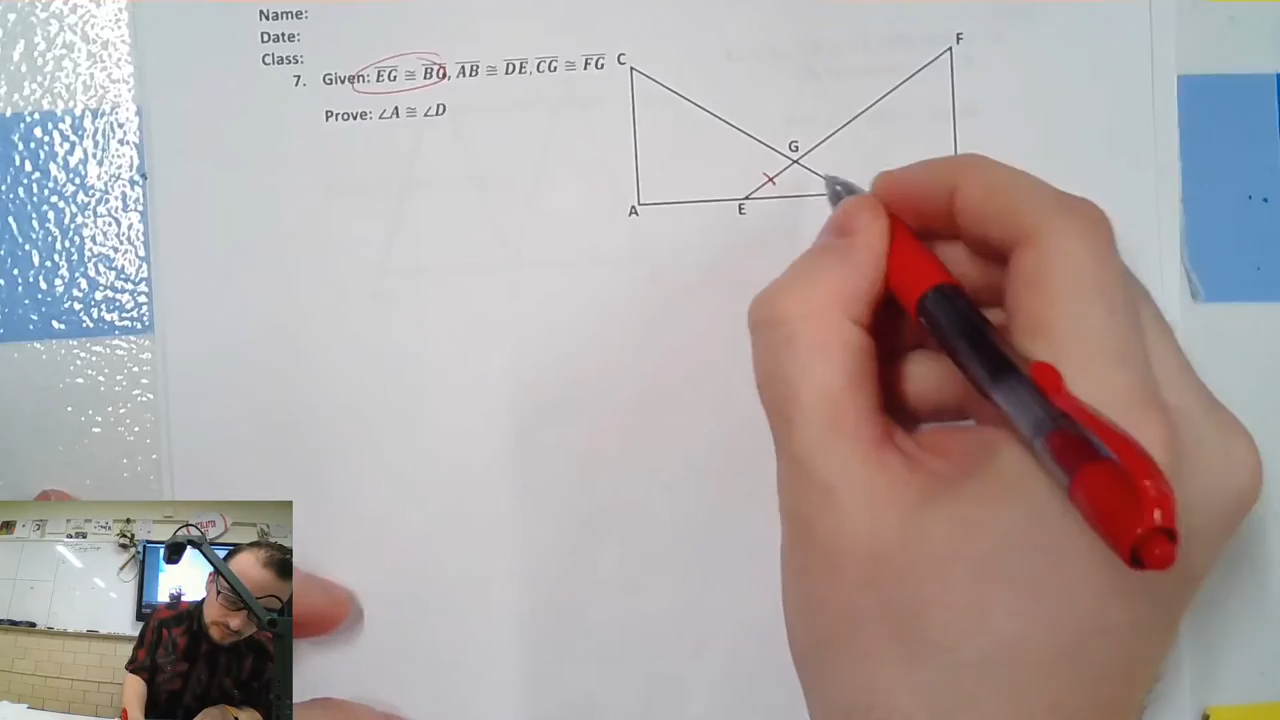 Name:
Date:
Class:
7. Given: EG ≅ BG, AB ≅ DE, CG ≅ FG
Prove: ∠A ≅ ∠D
C
F
G
A
E